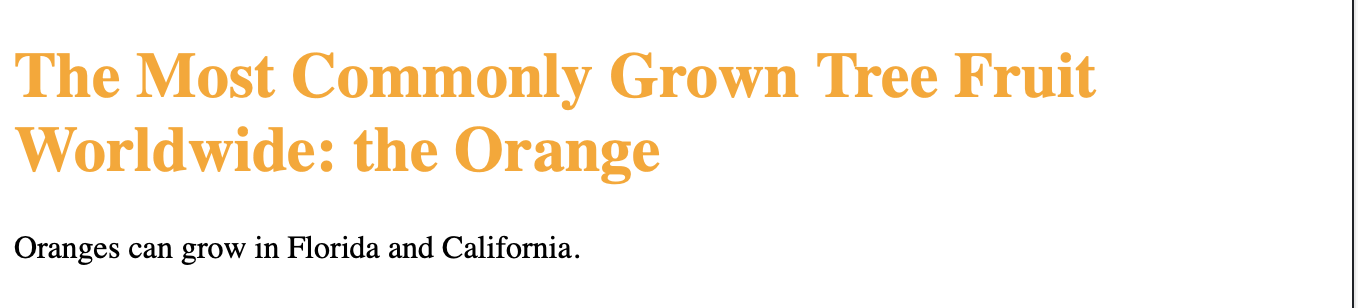 The Most Commonly Grown Tree Fruit
Worldwide: the Orange
Oranges can grow in Florida and California.